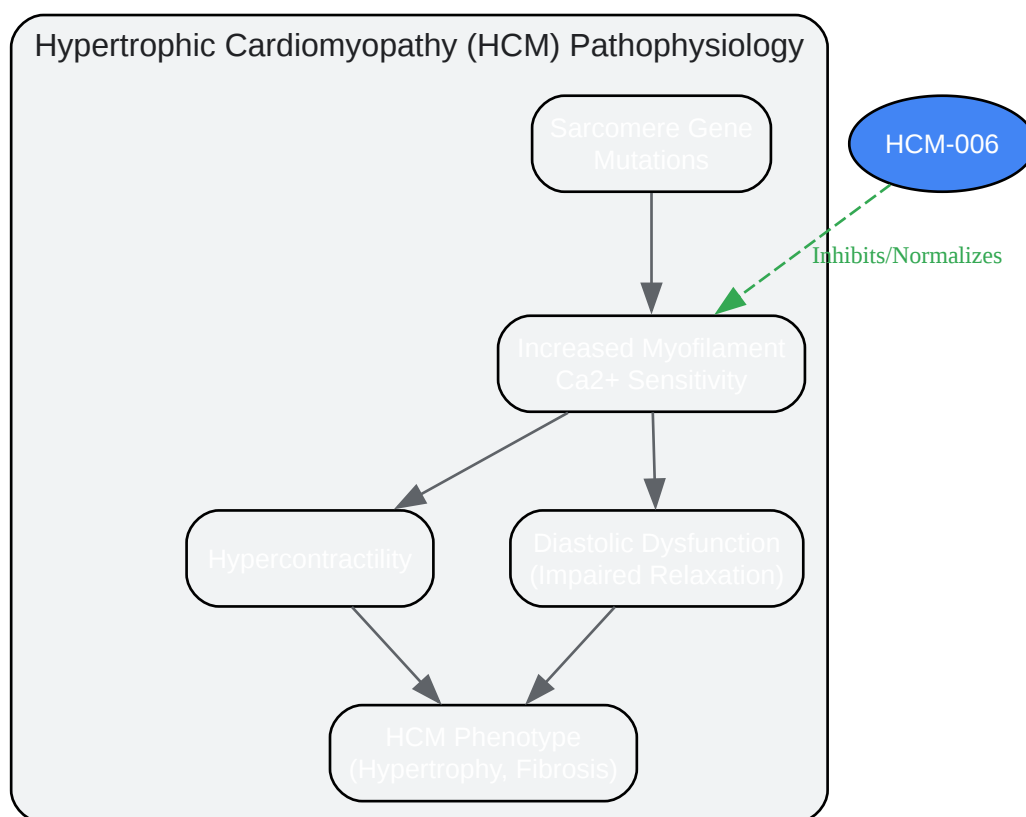 Hypertrophic Cardiomyopathy (HCM) Pathophysiology
Sarcomere Gene
Mutations
HCM-006
Inhibits/Normalizes
Increased Myofilament
Ca2+ Sensitivity
Hypercontractility
Diastolic Dysfunction
(Impaired Relaxation)
HCM Phenotype
(Hypertrophy, Fibrosis)